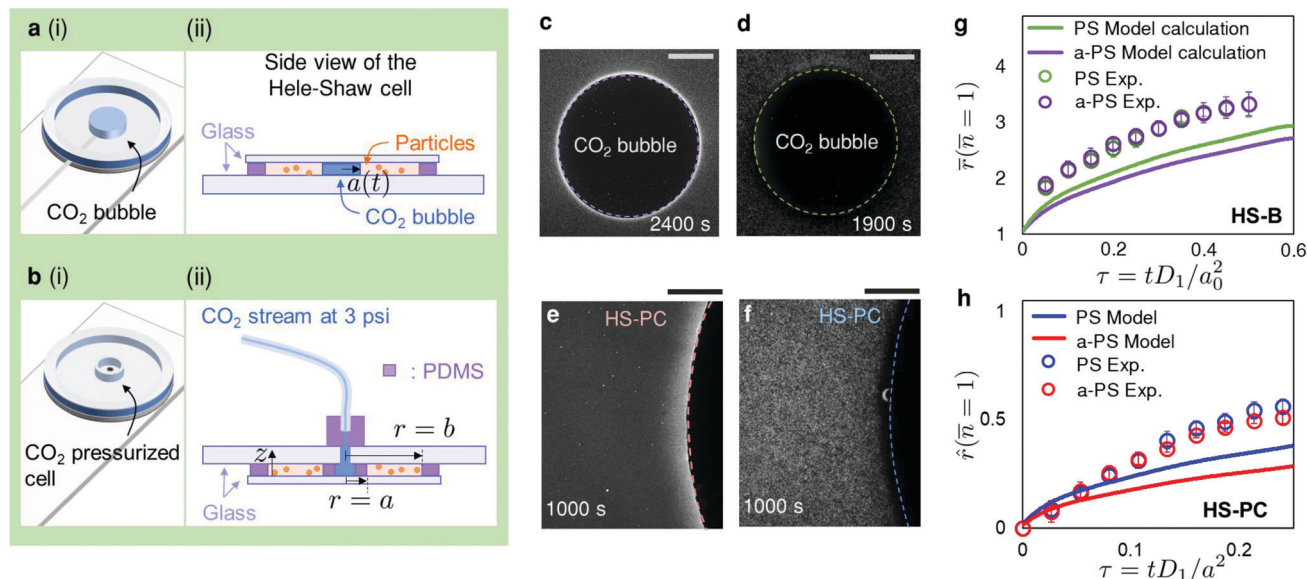 a (i)
(ii)
Side view of the
Hele-Shaw cell
Glass
Particles
a(t)
CO₂ bubble
CO₂ bubble
b (i)
(ii)
CO₂ stream at 3 psi
: PDMS
r = b
z
r = a
CO₂ pressurized
cell
Glass
c
CO₂ bubble
2400 s
d
CO₂ bubble
1900 s
e
HS-PC
1000 s
f
HS-PC
1000 s
g
PS Model calculation
a-PS Model calculation
PS Exp.
a-PS Exp.
r̅(n̅ = 1)
4
3
2
1
0
0.2
0.4
0.6
HS-B
τ = tD₁/a₀²
h
PS Model
a-PS Model
PS Exp.
a-PS Exp.
r̂(n̅ = 1)
1
0.5
0
0
0.1
0.2
HS-PC
τ = tD₁/a²